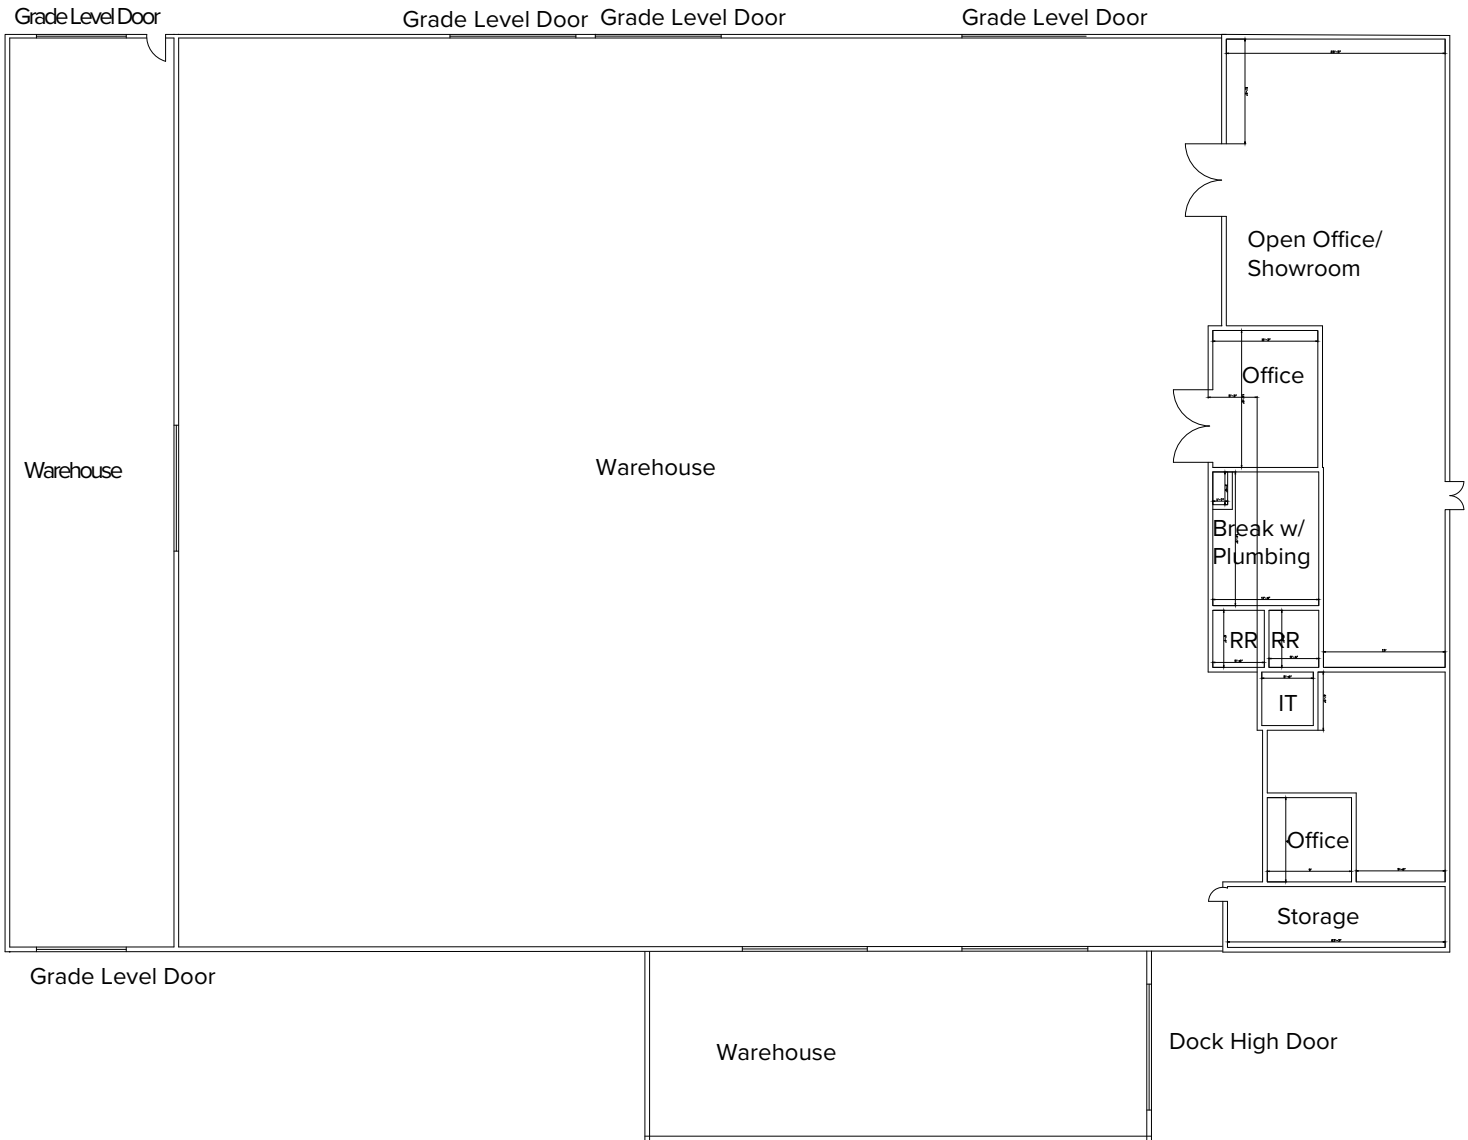 Grade Level Door
Grade Level Door
Grade Level Door
Grade Level Door
Open Office/
Showroom
Office
Warehouse
Warehouse
Break w/
Plumbing
RR
RR
IT
Office
Storage
Grade Level Door
Warehouse
Dock High Door